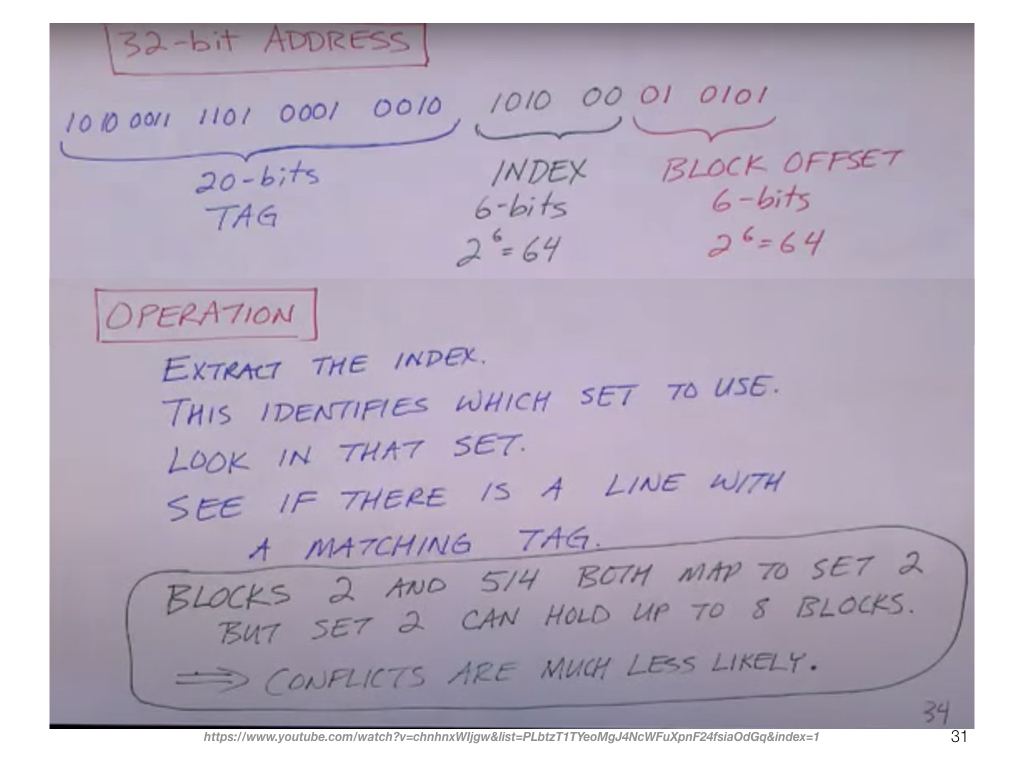 32-bit ADDRESS
1010 0011 1101 0001 0010 1010 00 01 0101
20-bits TAG
INDEX 6-bits 2^6 = 64
BLOCK OFFSET 6-bits 2^6 = 64
OPERATION
EXTRACT THE INDEX.
THIS IDENTIFIES WHICH SET TO USE.
LOOK IN THAT SET.
SEE IF THERE IS A LINE WITH
A MATCHING TAG.
BLOCKS 2 AND 514 BOTH MAP TO SET 2
BUT SET 2 CAN HOLD UP TO 8 BLOCKS.
⇒ CONFLICTS ARE MUCH LESS LIKELY.
34
https://www.youtube.com/watch?v=chnhnxWIjgw&list=PLbtzT1TYeoMgJ4NcWFuXpnF24fsiaOdGq&index=1
31